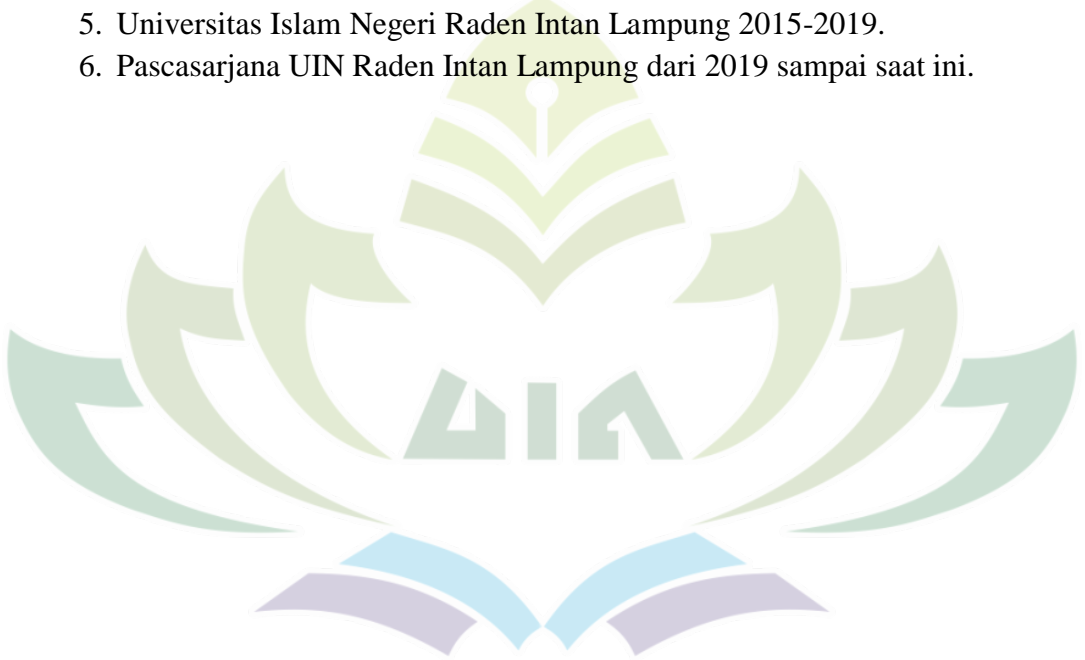 5. Universitas Islam Negeri Raden Intan Lampung 2015-2019.
6. Pascasarjana UIN Raden Intan Lampung dari 2019 sampai saat ini.
UIN